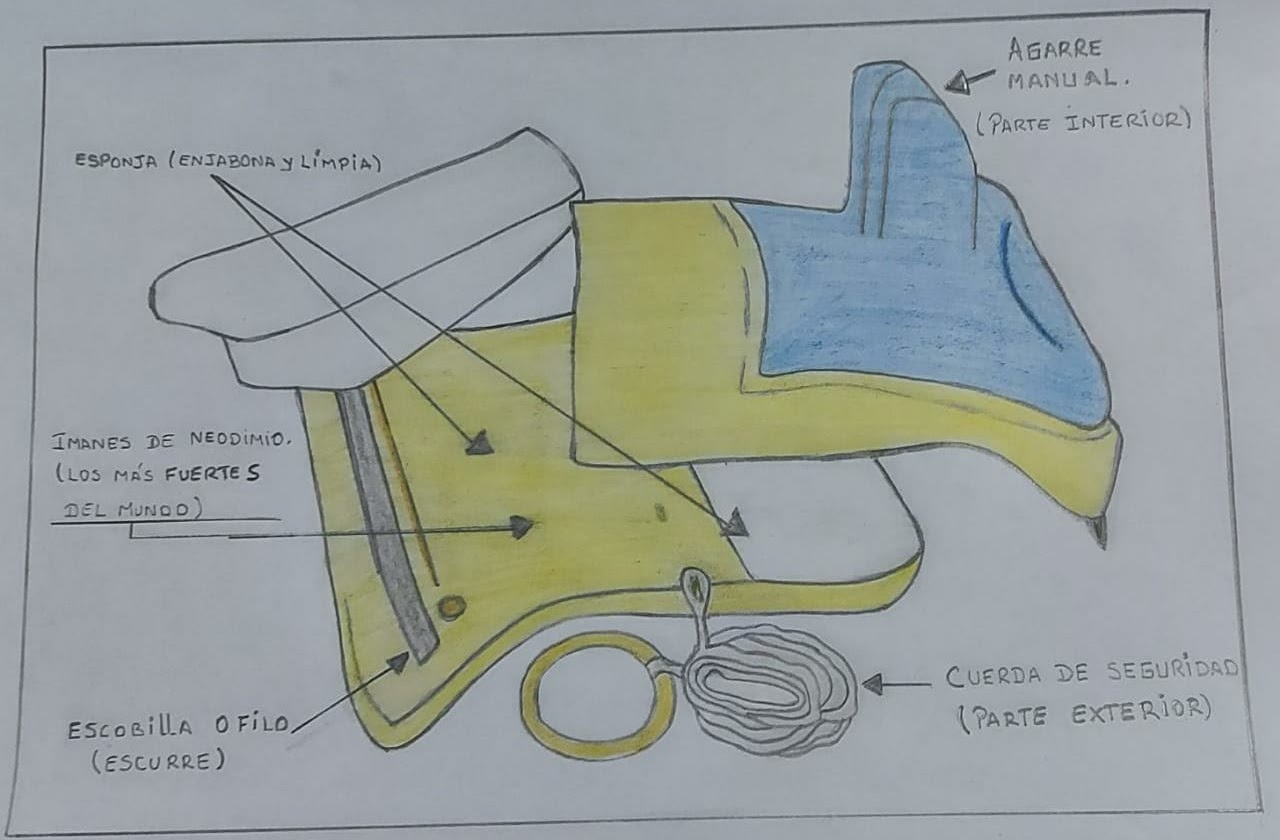 AGARRE
MANUAL.
(PARTE INTERIOR)
ESPONJA (ENJABONA Y LIMPIA)
IMANES DE NEODIMIO.
(LOS MÁS FUERTES
DEL MUNDO)
ESCOBILLA O FILO
(ESCURRE)
CUERDA DE SEGURIDAD
(PARTE EXTERIOR)